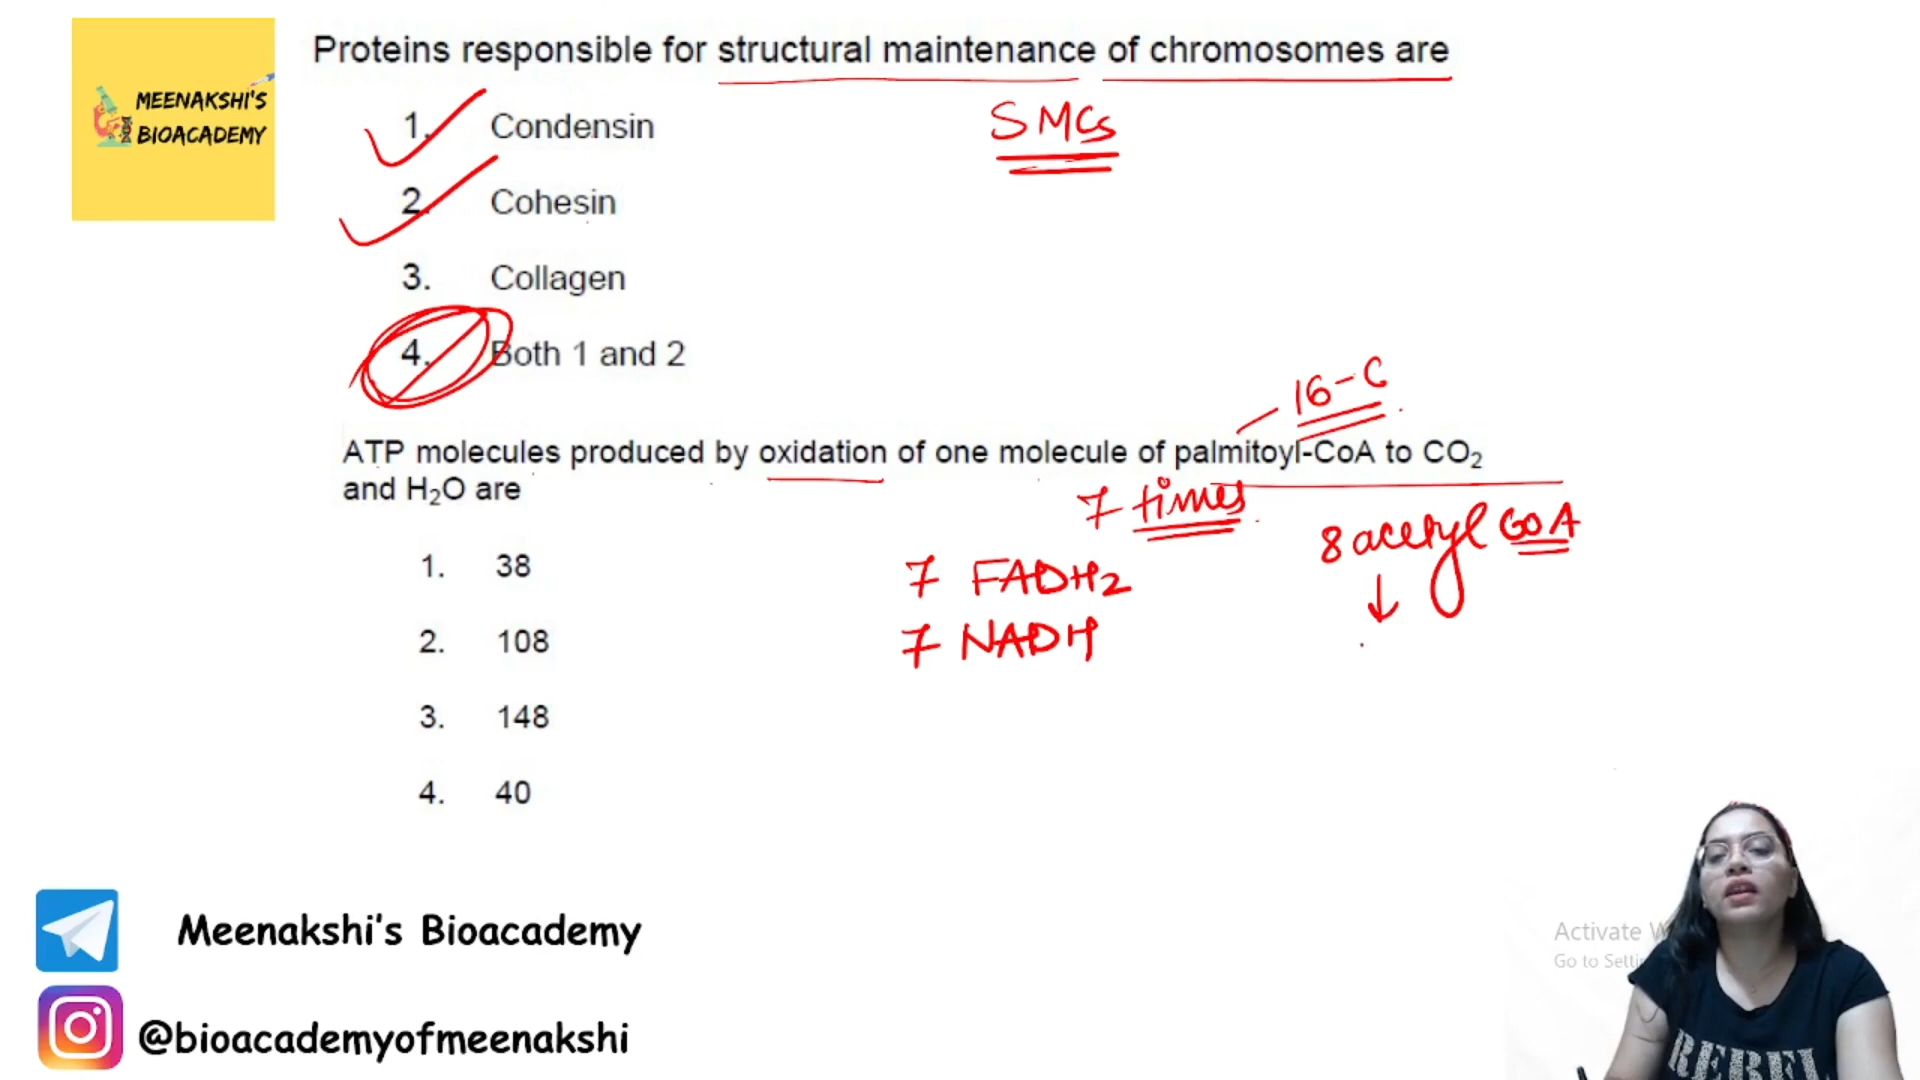 MEENAKSHI'S
BIOACADEMY
Proteins responsible for structural maintenance of chromosomes are
SMCs
1. Condensin
2. Cohesin
3. Collagen
4. Both 1 and 2
16-C
ATP molecules produced by oxidation of one molecule of palmitoyl-CoA to CO₂
and H₂O are
7 times
8 acetyl CoA
↓
7 FADH2
7 NADH
1. 38
2. 108
3. 148
4. 40
Meenakshi's Bioacademy
@bioacademyofmeenakshi
Activate
Go to
REBEL